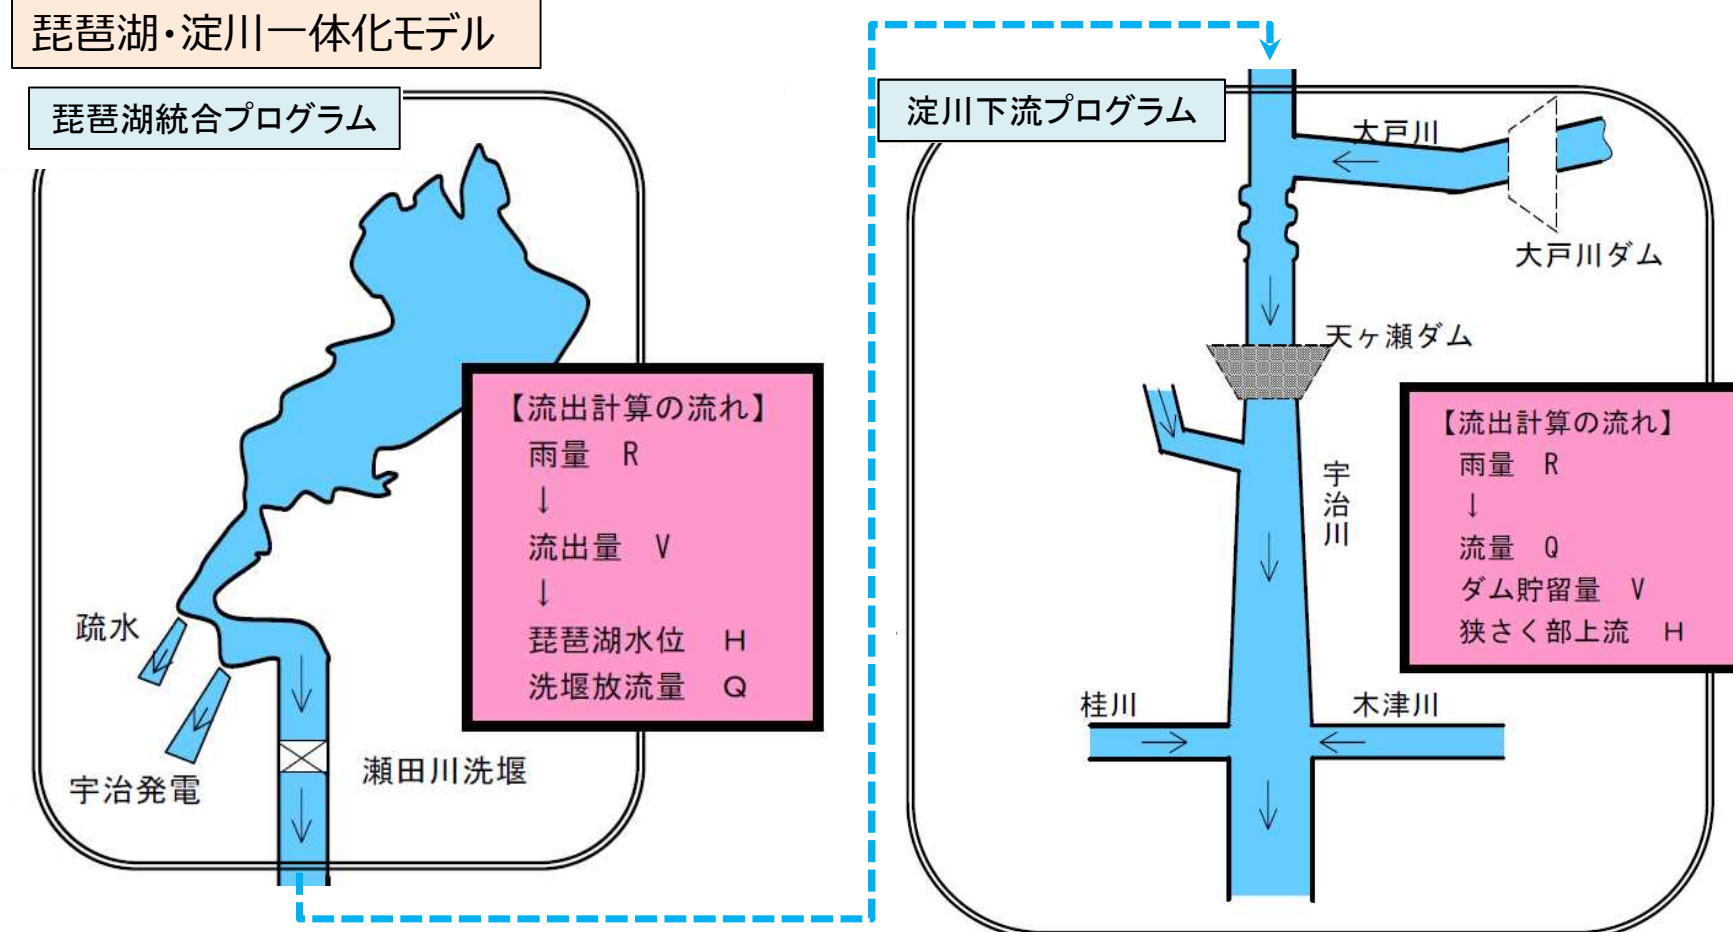 琵琶湖・淀川一体化モデル
琵琶湖統合プログラム
【流出計算の流れ】
雨量 R
↓
流出量 V
↓
琵琶湖水位 H
洗堰放流量 Q
疏水
宇治発電
瀬田川洗堰
淀川下流プログラム
大戸川
大戸川ダム
天ヶ瀬ダム
宇治川
【流出計算の流れ】
雨量 R
↓
流量 Q
ダム貯留量 V
狭さく部上流 H
桂川
木津川